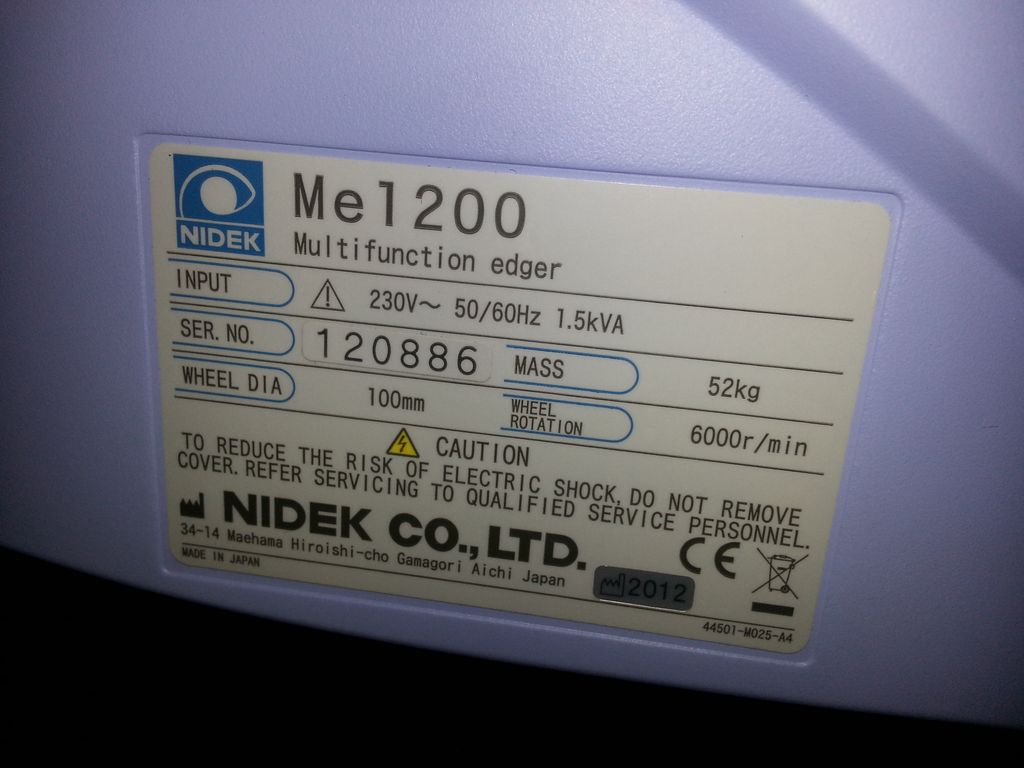 NIDEK
Me1200
Multifunction edger
INPUT 230V～ 50/60Hz 1.5kVA
SER. NO. 120886 MASS 52kg
WHEEL DIA 100mm WHEEL ROTATION 6000r/min
CAUTION
TO REDUCE THE RISK OF ELECTRIC SHOCK, DO NOT REMOVE
COVER. REFER SERVICING TO QUALIFIED SERVICE PERSONNEL.
NIDEK CO., LTD.
34-14 Maehama Hiroishi-cho Gamagori Aichi Japan
CE
2012
MADE IN JAPAN
44501-M025-A4